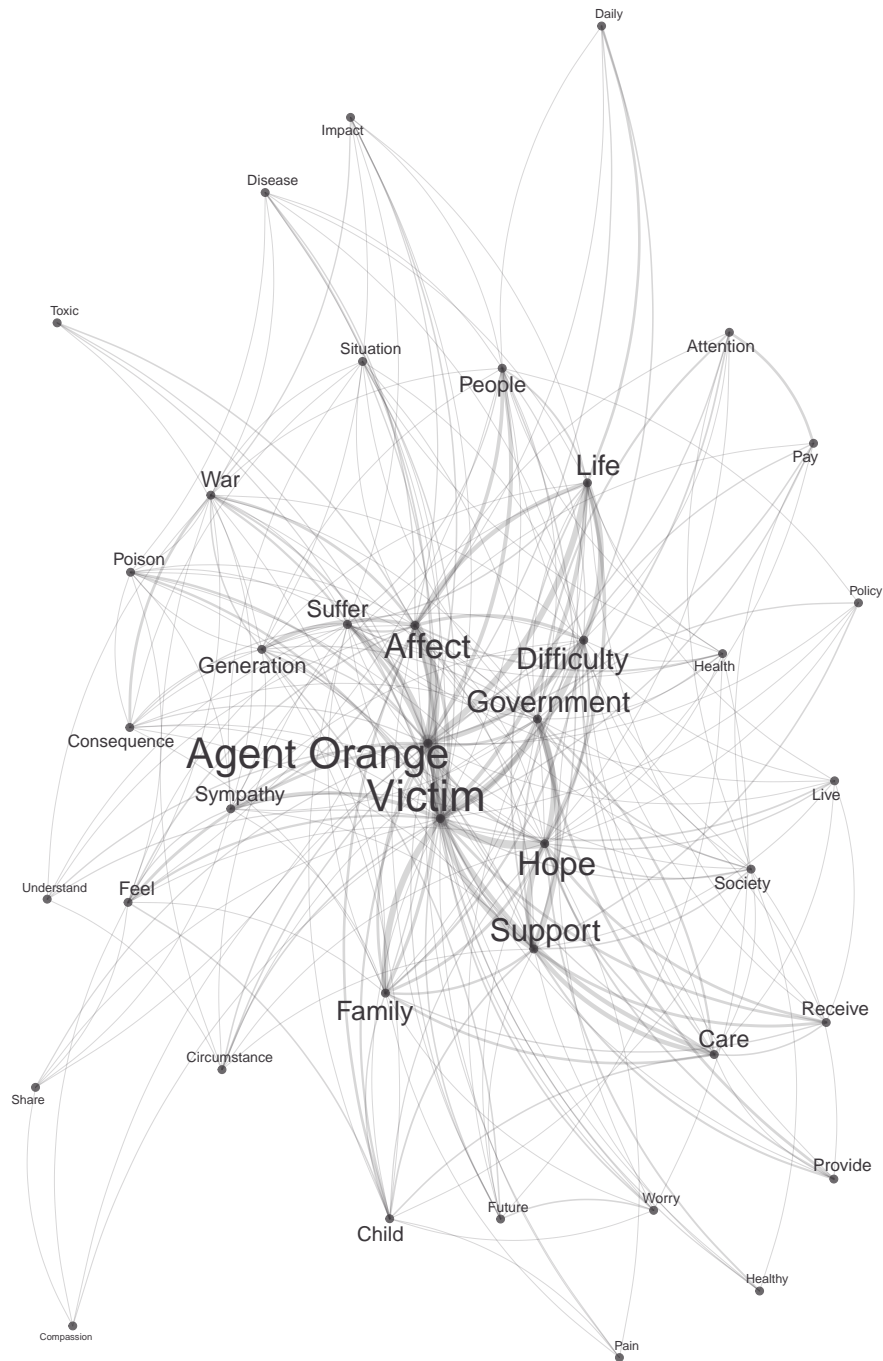 Daily
Impact
Disease
Toxic
Attention
Situation
People
Pay
Life
War
Poison
Policy
Suffer
Affect
Difficulty
Generation
Health
Government
Consequence
Agent Orange
Sympathy
Victim
Live
Hope
Understand
Feel
Society
Support
Family
Receive
Care
Circumstance
Share
Provide
Worry
Future
Child
Healthy
Compassion
Pain